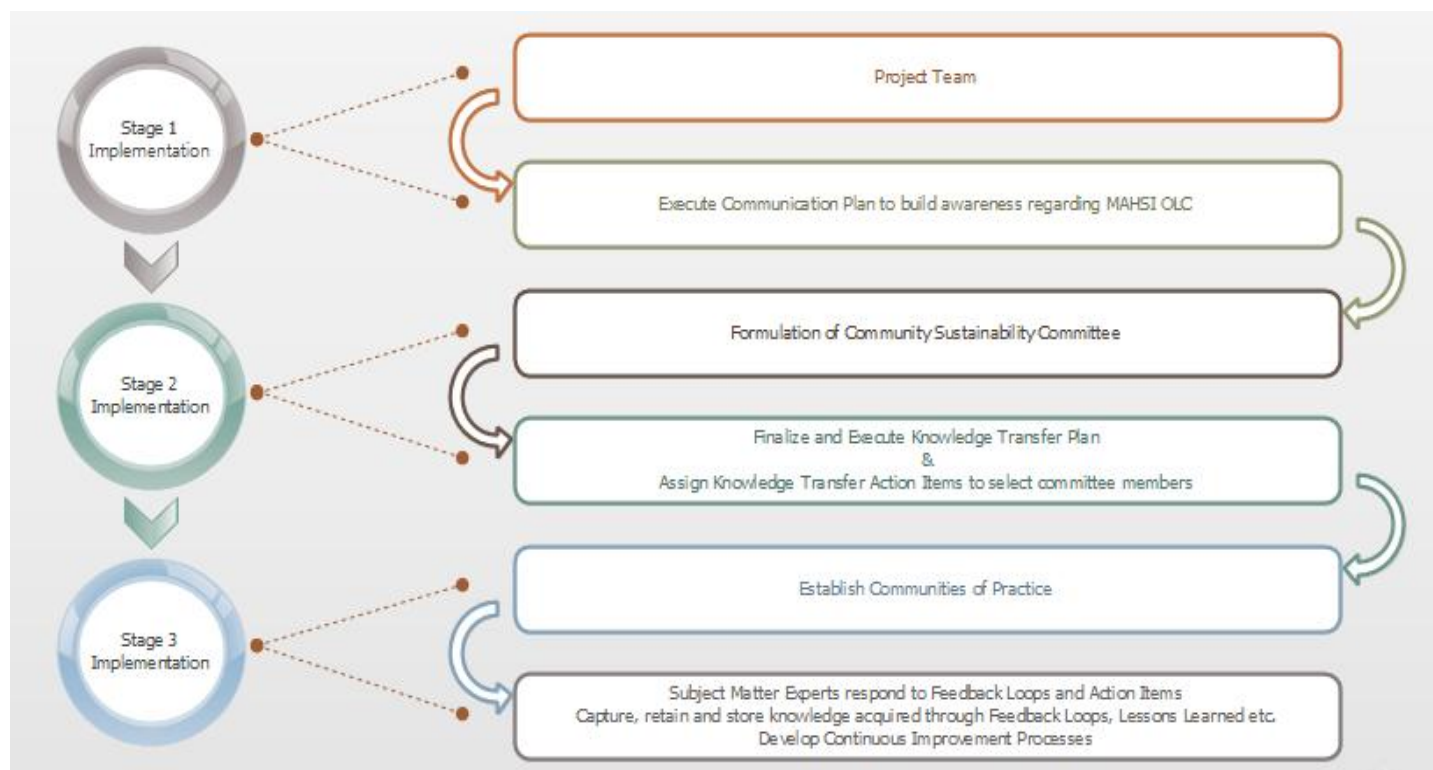 Stage 1
Implementation
Project Team
Execute Communication Plan to build awareness regarding MAHSI OLC
Stage 2
Implementation
Formulation of Community Sustainability Committee
Finalize and Execute Knowledge Transfer Plan
&
Assign Knowledge Transfer Action Items to select committee members
Stage 3
Implementation
Establish Communities of Practice
Subject Matter Experts respond to Feedback Loops and Action Items
Capture, retain and store knowledge acquired through Feedback Loops, Lessons Learned etc.
Develop Continuous Improvement Processes